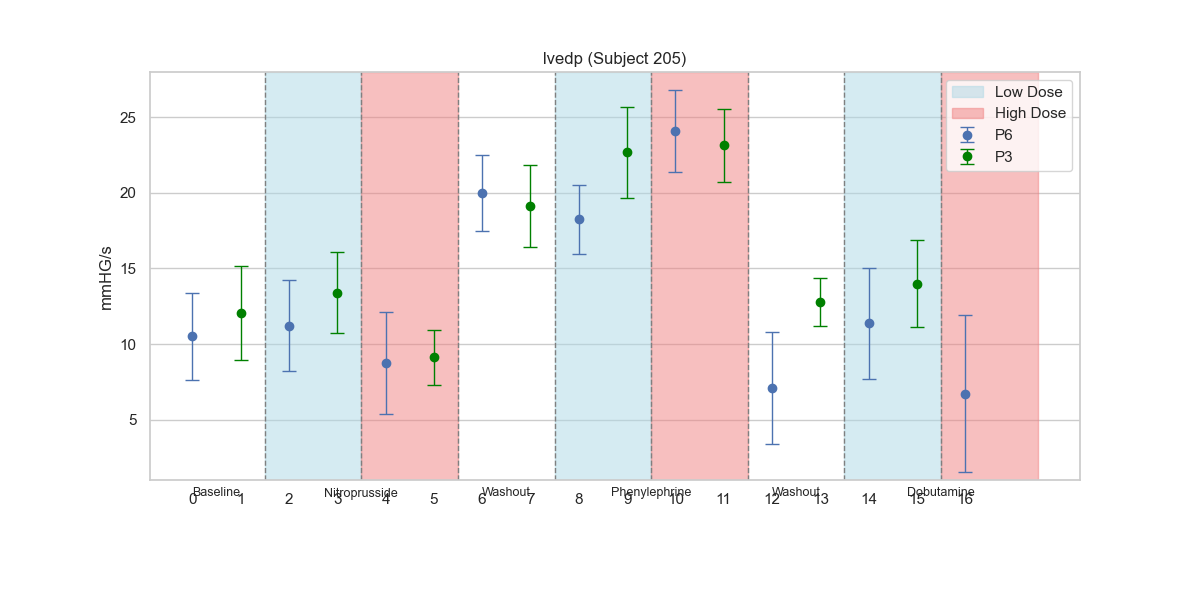 lvedp (Subject 205)
Low Dose
High Dose
P6
P3
mmHG/s
25
20
15
10
5
Baseline Nitroprusside Washout Phenylephrine Washout Dobutamine
0 1 2 3 4 5 6 7 8 9 10 11 12 13 14 15 16